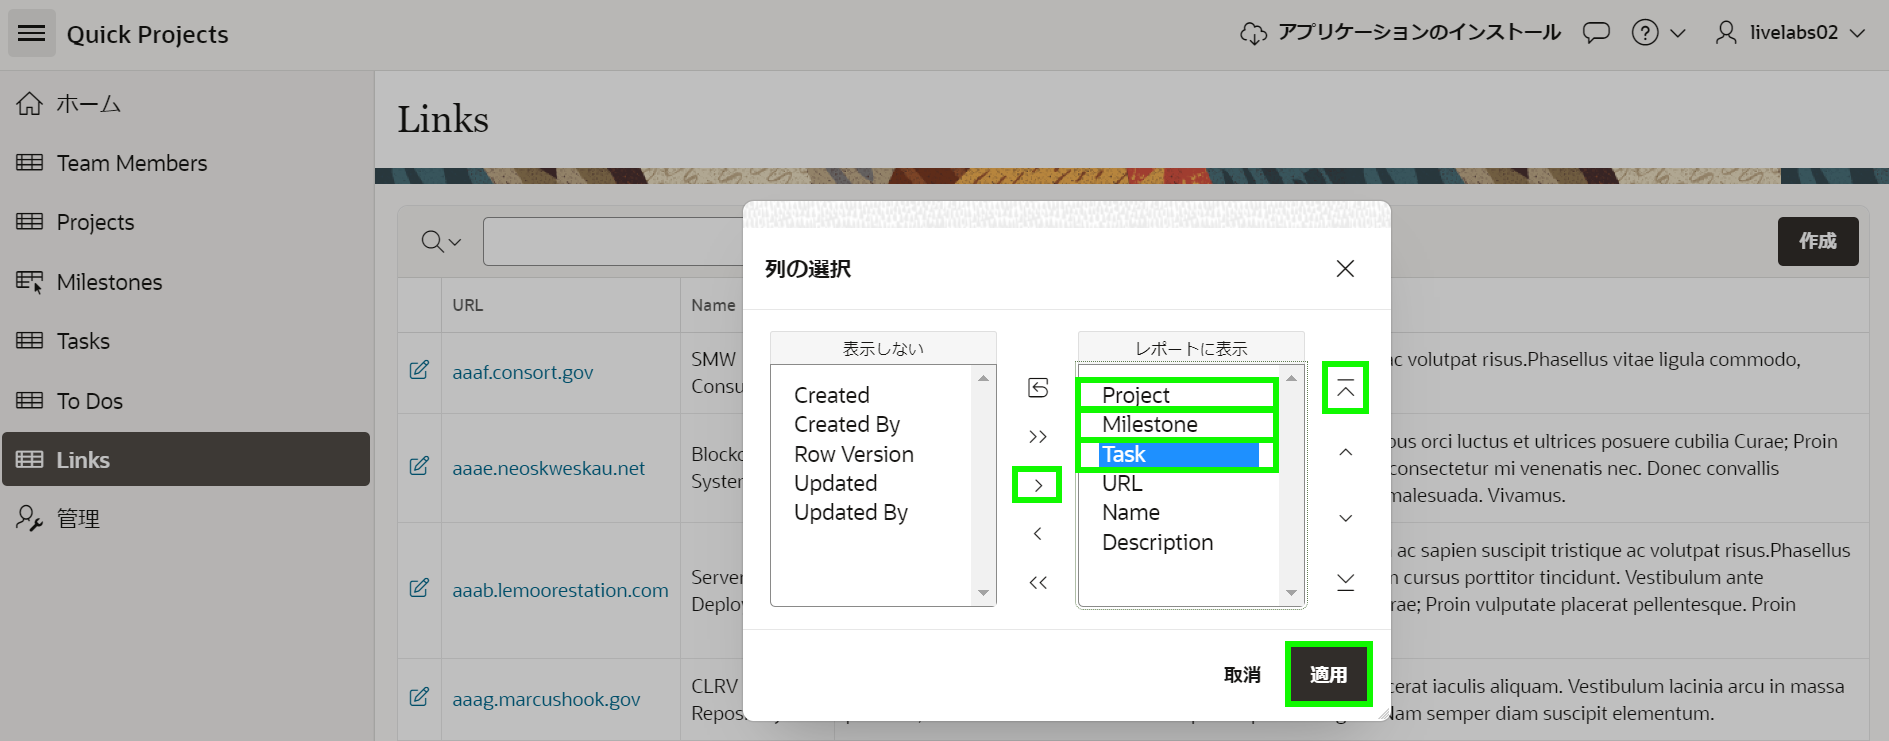 Quick Projects
アプリケーションのインストール
livelabs02
ホーム
Team Members
Projects
Milestones
Tasks
To Dos
Links
管理
Links
作成
URL
Name
aaaf.consort.gov
SMW
Consu
ac volutpat risus.Phasellus vitae ligula commodo,
aaae.neoskweskau.net
Blockc
System
bus orci luctus et ultrices posuere cubilia Curae; Proin
consectetur mi venenatis nec. Donec convallis
malesuada. Vivamus.
aaab.lemoorestation.com
Server
Deploy
ac sapien suscipit tristique ac volutpat risus.Phasellus
cursus porttitor tincidunt. Vestibulum ante
rae; Proin vulputate placerat pellentesque. Proin
aaag.marcushook.gov
CLRV
Repos
cerat iaculis aliquam. Vestibulum lacinia arcu in massa
Nam semper diam suscipit elementum.
列の選択
表示しない
Created
Created By
Row Version
Updated
Updated By
レポートに表示
Project
Milestone
Task
URL
Name
Description
取消
適用